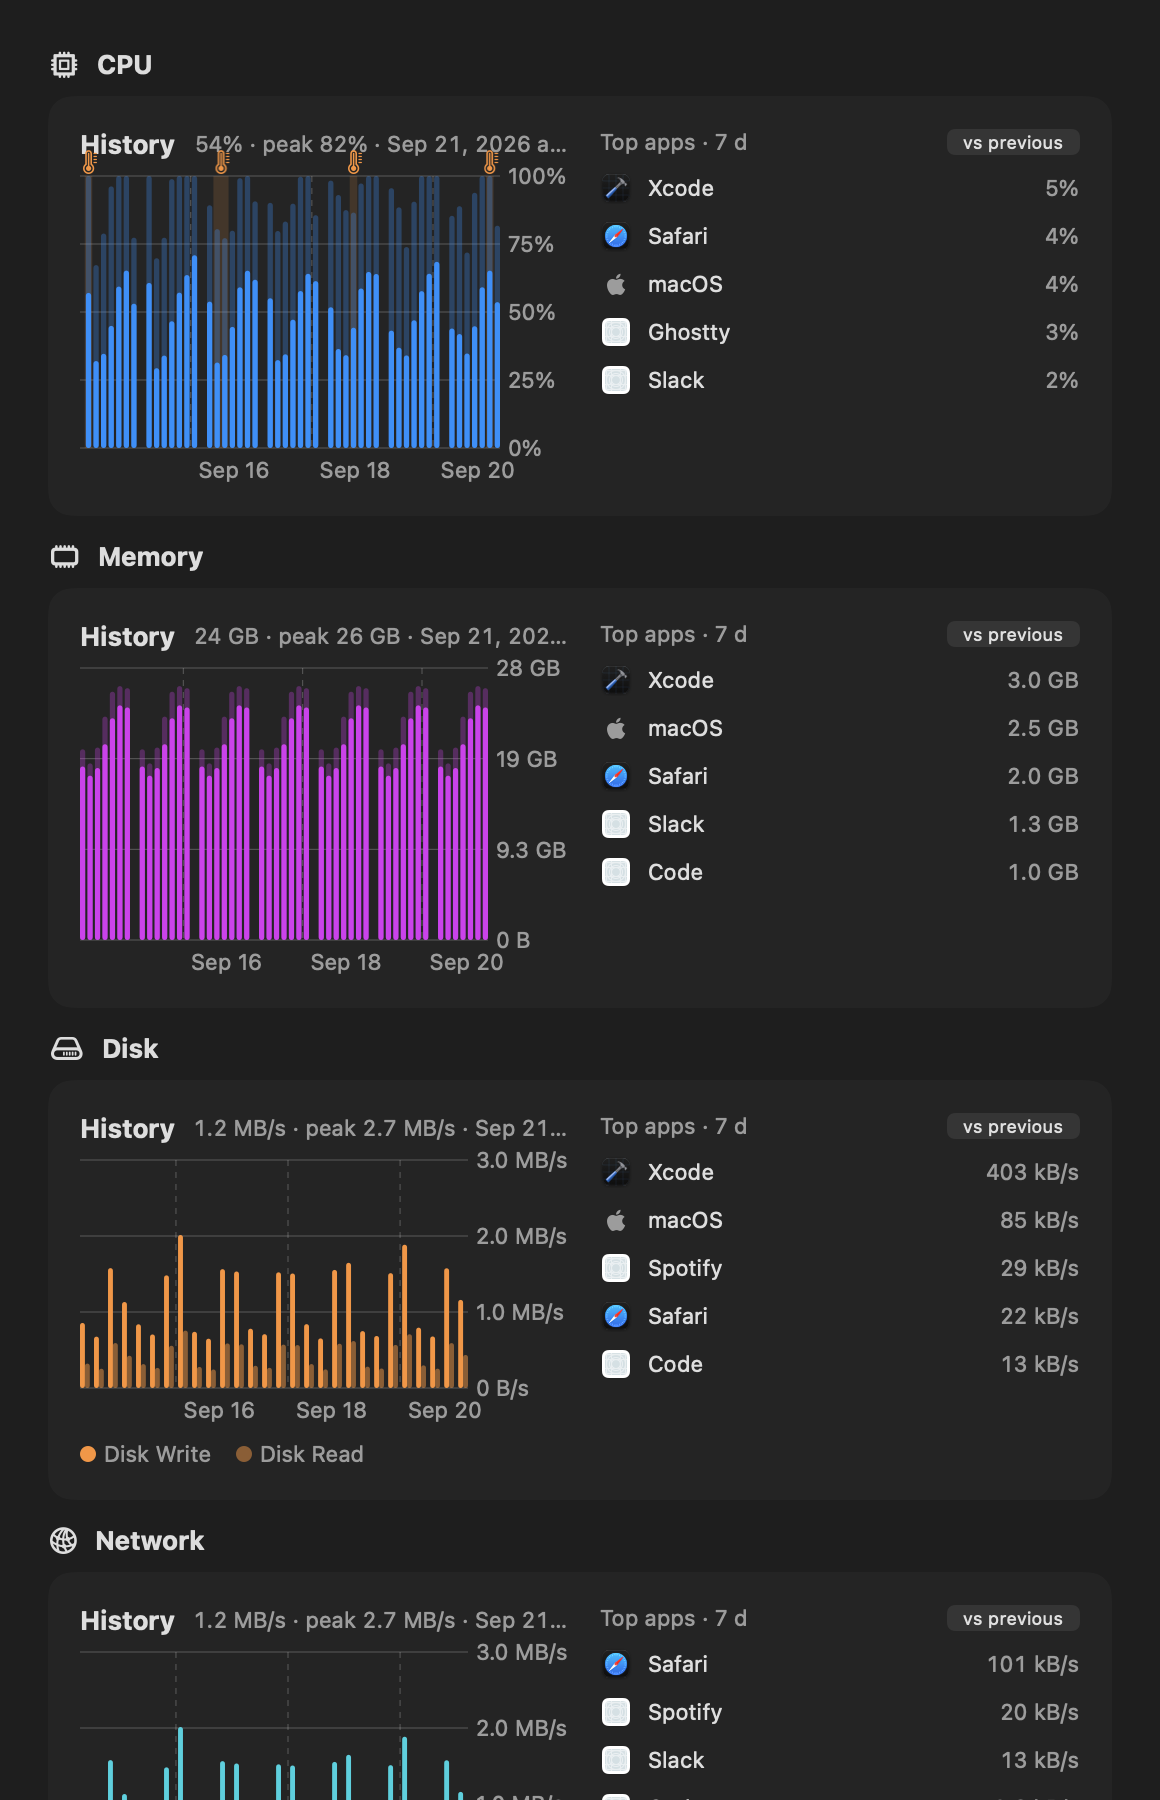 CPU
History 54% · peak 82% · Sep 21, 2026 a...
100%
75%
50%
25%
0%
Sep 16 Sep 18 Sep 20
Top apps · 7 d vs previous
Xcode 5%
Safari 4%
macOS 4%
Ghostty 3%
Slack 2%
Memory
History 24 GB · peak 26 GB · Sep 21, 202...
28 GB
19 GB
9.3 GB
0 B
Sep 16 Sep 18 Sep 20
Top apps · 7 d vs previous
Xcode 3.0 GB
macOS 2.5 GB
Safari 2.0 GB
Slack 1.3 GB
Code 1.0 GB
Disk
History 1.2 MB/s · peak 2.7 MB/s · Sep 21...
3.0 MB/s
2.0 MB/s
1.0 MB/s
0 B/s
Sep 16 Sep 18 Sep 20
Disk Write Disk Read
Top apps · 7 d vs previous
Xcode 403 kB/s
macOS 85 kB/s
Spotify 29 kB/s
Safari 22 kB/s
Code 13 kB/s
Network
History 1.2 MB/s · peak 2.7 MB/s · Sep 21...
3.0 MB/s
2.0 MB/s
Top apps · 7 d vs previous
Safari 101 kB/s
Spotify 20 kB/s
Slack 13 kB/s